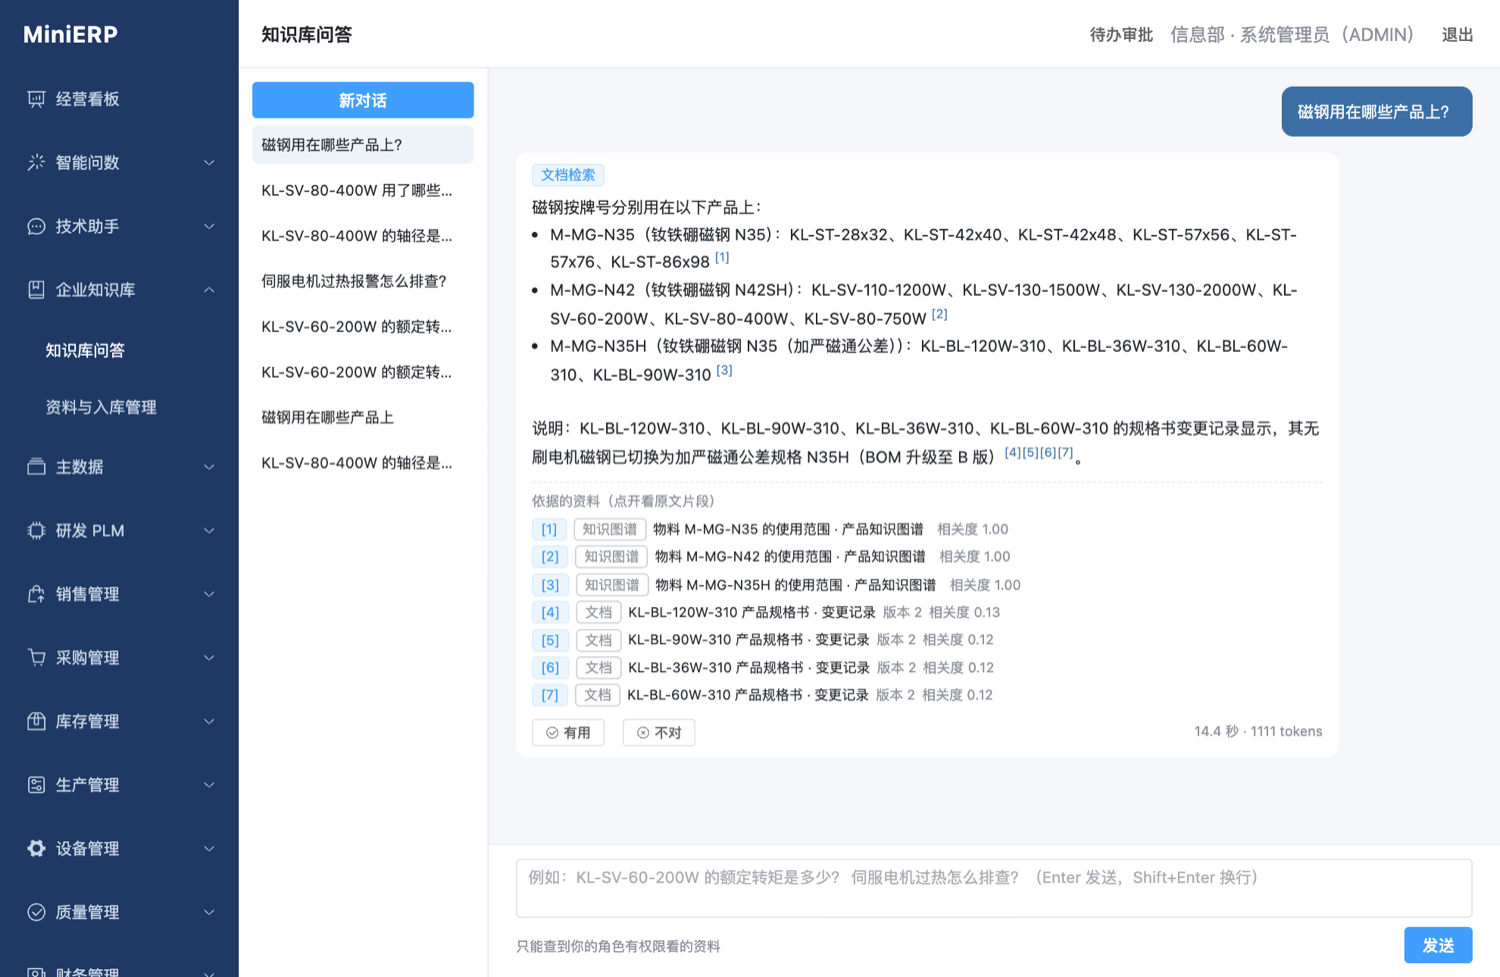 MiniERP
经营看板
智能问数
技术助手
企业知识库
知识库问答
资料与入库管理
主数据
研发 PLM
销售管理
采购管理
库存管理
生产管理
设备管理
质量管理
财务管理
知识库问答
待办审批
信息部 · 系统管理员（ADMIN）
退出
新对话
磁钢用在哪些产品上？
KL-SV-80-400W 用了哪些...
KL-SV-80-400W 的轴径是...
伺服电机过热报警怎么排查？
KL-SV-60-200W 的额定转...
KL-SV-60-200W 的额定转...
磁钢用在哪些产品上
KL-SV-80-400W 的轴径是...
磁钢用在哪些产品上？
文档检索
磁钢按牌号分别用在以下产品上：
• M-MG-N35（钕铁硼磁钢 N35）：KL-ST-28x32、KL-ST-42x40、KL-ST-42x48、KL-ST-57x56、KL-ST-
57x76、KL-ST-86x98 [1]
• M-MG-N42（钕铁硼磁钢 N42SH）：KL-SV-110-1200W、KL-SV-130-1500W、KL-SV-130-2000W、KL-
SV-60-200W、KL-SV-80-400W、KL-SV-80-750W [2]
• M-MG-N35H（钕铁硼磁钢 N35（加严磁通公差））：KL-BL-120W-310、KL-BL-36W-310、KL-BL-60W-
310、KL-BL-90W-310 [3]
说明：KL-BL-120W-310、KL-BL-90W-310、KL-BL-36W-310、KL-BL-60W-310 的规格书变更记录显示，其无
刷电机磁钢已切换为加严磁通公差规格 N35H（BOM 升级至 B 版）[4][5][6][7]。
依据的资料（点开看原文片段）
[1] 知识图谱 物料 M-MG-N35 的使用范围 · 产品知识图谱 相关度 1.00
[2] 知识图谱 物料 M-MG-N42 的使用范围 · 产品知识图谱 相关度 1.00
[3] 知识图谱 物料 M-MG-N35H 的使用范围 · 产品知识图谱 相关度 1.00
[4] 文档 KL-BL-120W-310 产品规格书 · 变更记录 版本 2 相关度 0.13
[5] 文档 KL-BL-90W-310 产品规格书 · 变更记录 版本 2 相关度 0.12
[6] 文档 KL-BL-36W-310 产品规格书 · 变更记录 版本 2 相关度 0.12
[7] 文档 KL-BL-60W-310 产品规格书 · 变更记录 版本 2 相关度 0.12
有用
不对
14.4 秒 · 1111 tokens
例如：KL-SV-60-200W 的额定转矩是多少？ 伺服电机过热怎么排查？（Enter 发送，Shift+Enter 换行）
只能查到你的角色有权限看的资料
发送